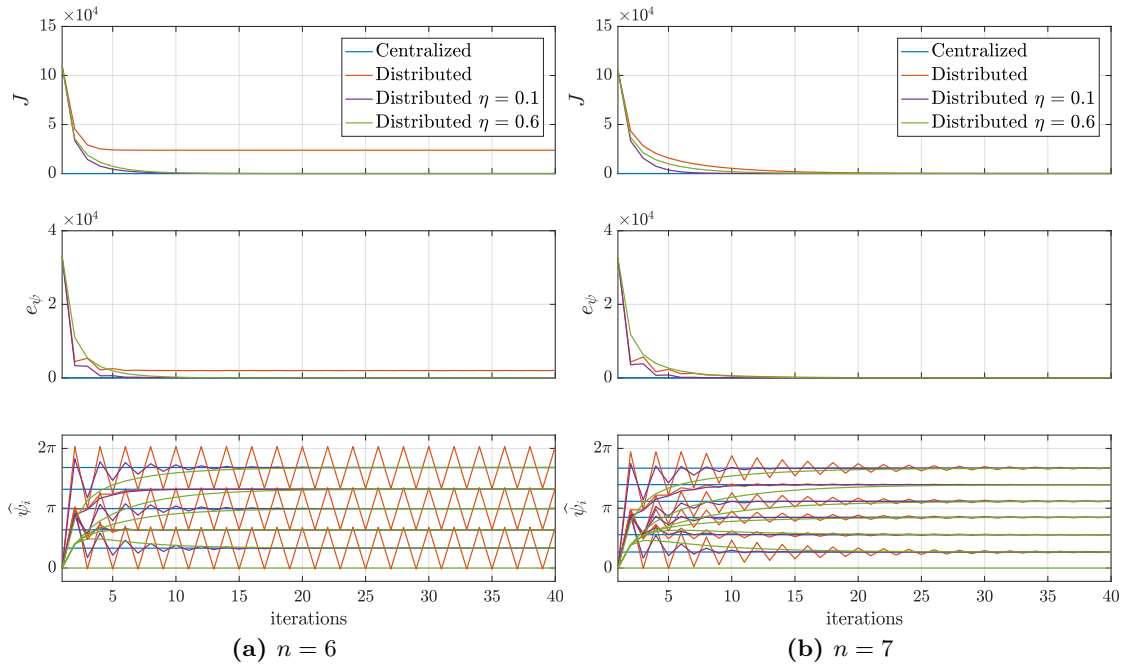 ×10⁴
15
10
5
0
J
Centralized
Distributed
Distributed η = 0.1
Distributed η = 0.6
×10⁴
4
2
0
e_ψ
2π
π
0
ψ̂_i
5 10 15 20 25 30 35 40
iterations
(a) n = 6
×10⁴
15
10
5
0
J
Centralized
Distributed
Distributed η = 0.1
Distributed η = 0.6
×10⁴
4
2
0
e_ψ
2π
π
0
ψ̂_i
5 10 15 20 25 30 35 40
iterations
(b) n = 7